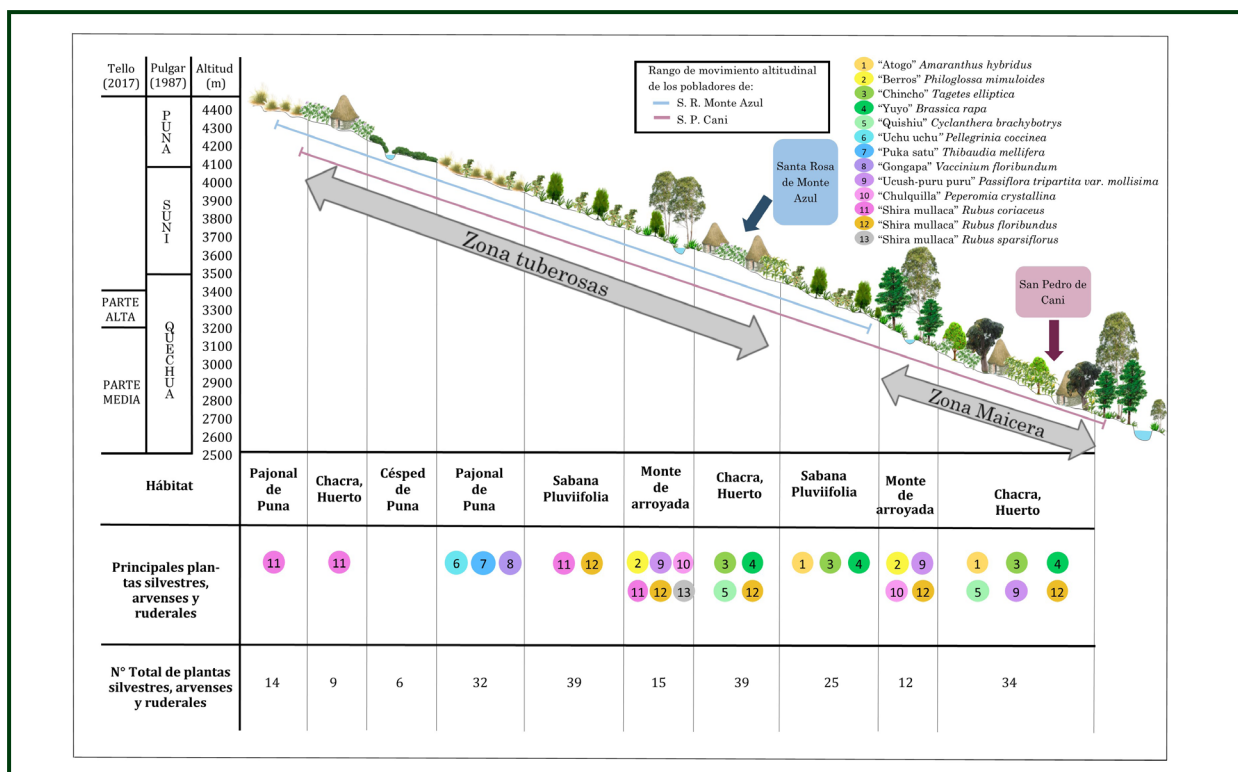 Tello
(2017)
Pulgar
(1987)
Altitud
(m)
4400
4300
4200
4100
4000
3900
3800
3700
3600
3500
3400
3300
3200
3100
3000
2900
2800
2700
2600
2500
PUNA
SUNI
QUECHUA
PARTE
ALTA
PARTE
MEDIA
Rango de movimiento altitudinal
de los pobladores de:
S. R. Monte Azul
S. P. Cani
Santa Rosa
de Monte
Azul
San Pedro de
Cani
1 "Atogo" Amaranthus hybridus
2 "Berros" Philoglossa mimuloides
3 "Chincho" Tagetes elliptica
4 "Yuyo" Brassica rapa
5 "Quishiu" Cyclanthera brachybotrys
6 "Uchu uchu" Pellegrinia coccinea
7 "Puka satu" Thibaudia mellifera
8 "Gongapa" Vaccinium floribundum
9 "Ucush-puru puru" Passiflora tripartita var. mollisima
10 "Chulquilla" Peperomia crystallina
11 "Shira mullaca" Rubus coriaceus
12 "Shira mullaca" Rubus floribundus
13 "Shira mullaca" Rubus sparsiflorus
Zona tuberosas
Zona Maicera
Hábitat
Pajonal
de
Puna
Chacra,
Huerto
Césped
de
Puna
Pajonal
de
Puna
Sabana
Pluviifolia
Monte
de
arroyada
Chacra,
Huerto
Sabana
Pluviifolia
Monte
de
arroyada
Chacra,
Huerto
Principales plan-
tas silvestres,
arvenses y
ruderales
11
11
6 7 8
11 12
2 9 10
11 12 13
3 4
5 12
1 3 4
2 9
10 12
1 3 4
5 9 12
N° Total de plantas
silvestres, arvenses
y ruderales
14
9
6
32
39
15
39
25
12
34